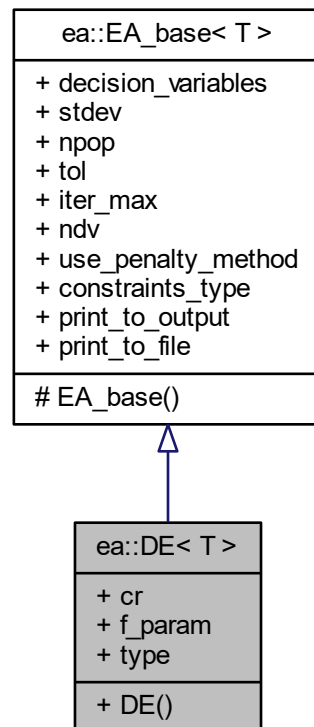 ea::EA_base< T >
+ decision_variables
+ stdev
+ npop
+ tol
+ iter_max
+ ndv
+ use_penalty_method
+ constraints_type
+ print_to_output
+ print_to_file
# EA_base()
ea::DE< T >
+ cr
+ f_param
+ type
+ DE()